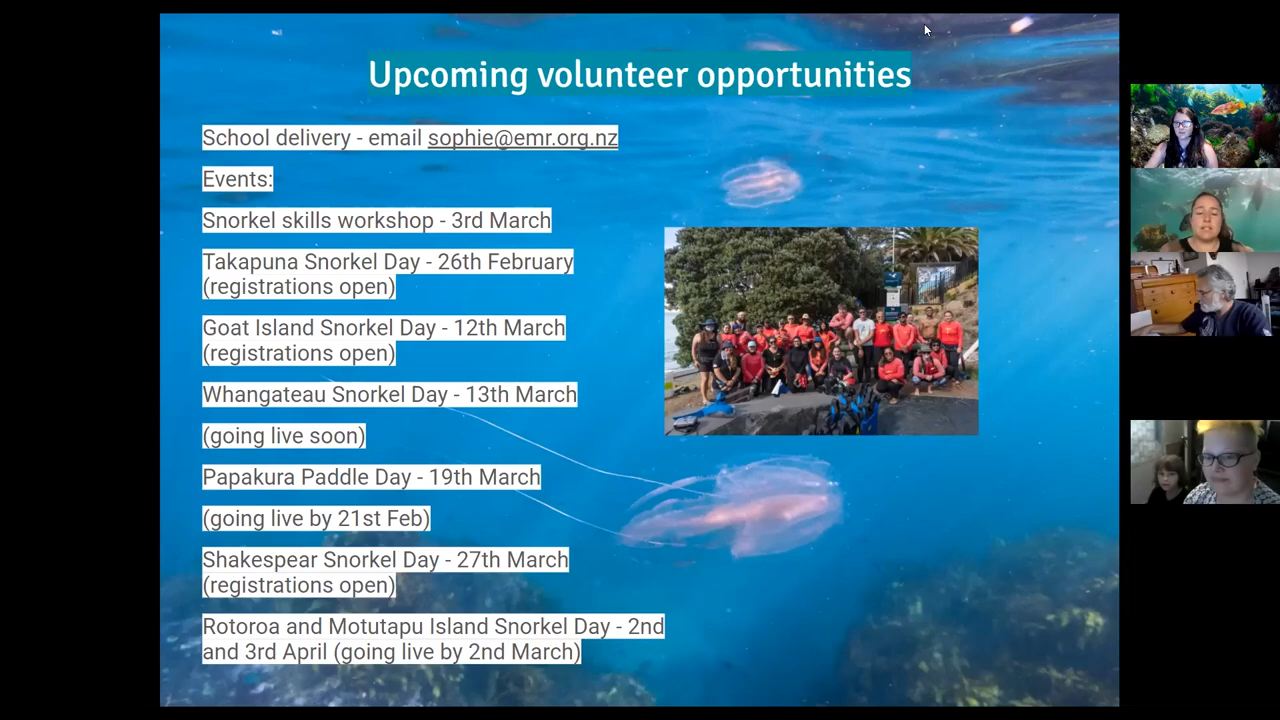 Upcoming volunteer opportunities
School delivery - email sophie@emr.org.nz
Events:
Snorkel skills workshop - 3rd March
Takapuna Snorkel Day - 26th February
(registrations open)
Goat Island Snorkel Day - 12th March
(registrations open)
Whangateau Snorkel Day - 13th March
(going live soon)
Papakura Paddle Day - 19th March
(going live by 21st Feb)
Shakespear Snorkel Day - 27th March
(registrations open)
Rotoroa and Motutapu Island Snorkel Day - 2nd
and 3rd April (going live by 2nd March)